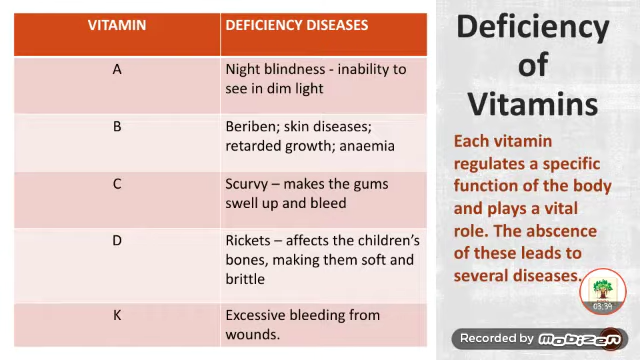 VITAMIN DEFICIENCY DISEASES
A Night blindness - inability to
see in dim light
B Beriben; skin diseases;
retarded growth; anaemia
C Scurvy – makes the gums
swell up and bleed
D Rickets – affects the children's
bones, making them soft and
brittle
K Excessive bleeding from
wounds.
Deficiency
of
Vitamins
Each vitamin
regulates a specific
function of the body
and plays a vital
role. The abscence
of these leads to
several diseases.
03:34
Recorded by MOBIZEN